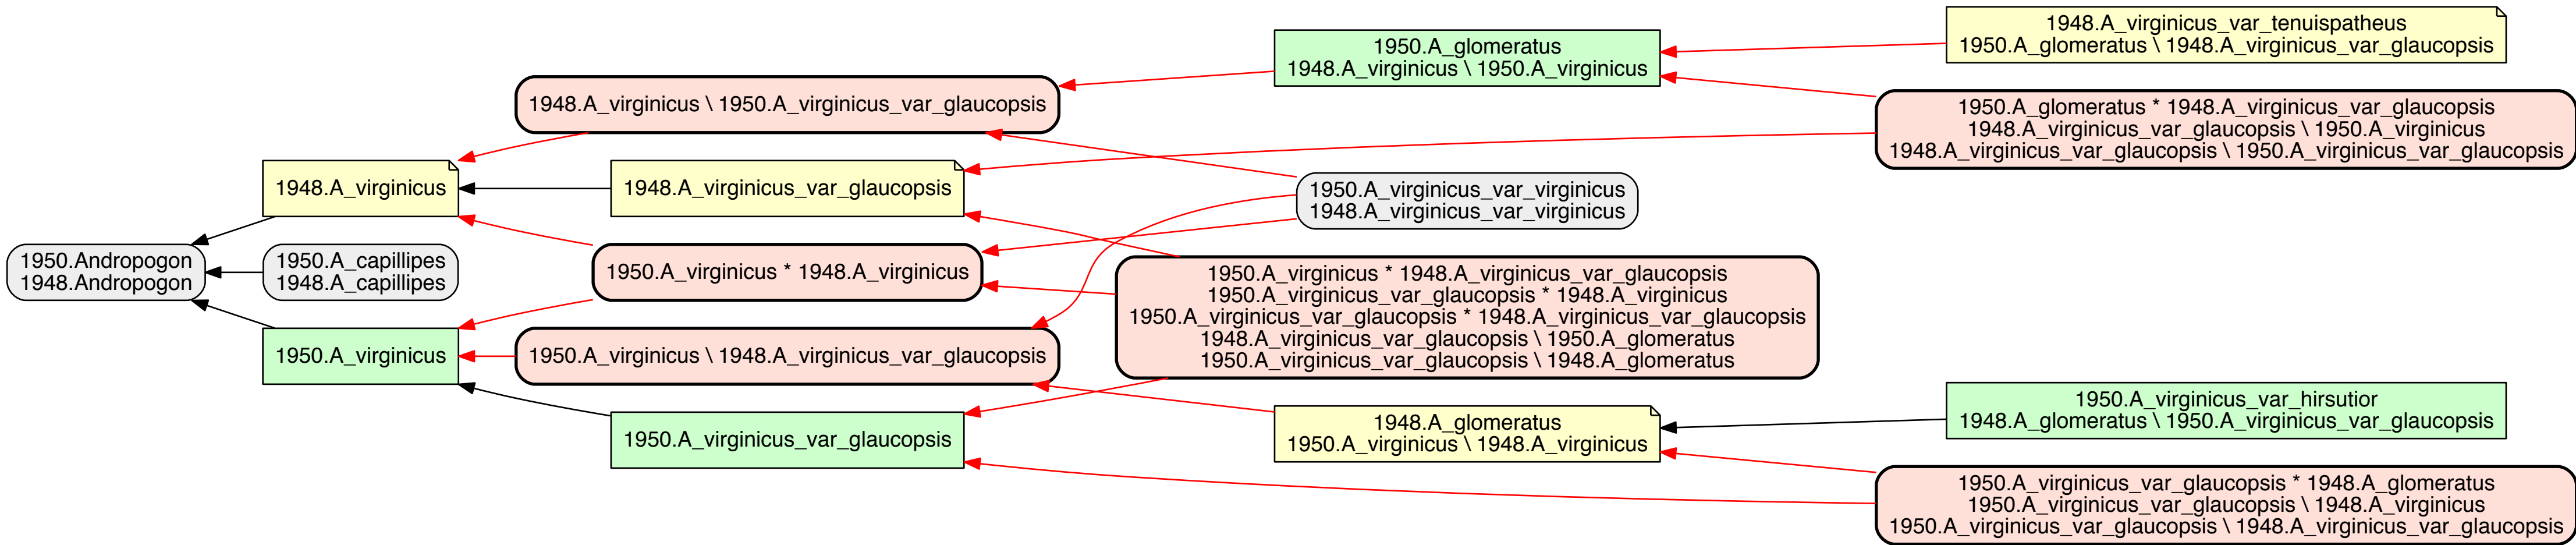 1948.A_virginicus_var_tenuispatheus
1950.A_glomeratus \ 1948.A_virginicus_var_glaucopsis
1950.A_glomeratus
1948.A_virginicus \ 1950.A_virginicus
1948.A_virginicus \ 1950.A_virginicus_var_glaucopsis
1950.A_glomeratus * 1948.A_virginicus_var_glaucopsis
1948.A_virginicus_var_glaucopsis \ 1950.A_virginicus
1948.A_virginicus_var_glaucopsis \ 1950.A_virginicus_var_glaucopsis
1948.A_virginicus
1948.A_virginicus_var_glaucopsis
1950.A_virginicus_var_virginicus
1948.A_virginicus_var_virginicus
1950.Andropogon
1948.Andropogon
1950.A_capillipes
1948.A_capillipes
1950.A_virginicus * 1948.A_virginicus
1950.A_virginicus * 1948.A_virginicus_var_glaucopsis
1950.A_virginicus_var_glaucopsis * 1948.A_virginicus
1950.A_virginicus_var_glaucopsis * 1948.A_virginicus_var_glaucopsis
1948.A_virginicus_var_glaucopsis \ 1950.A_glomeratus
1950.A_virginicus_var_glaucopsis \ 1948.A_glomeratus
1950.A_virginicus
1950.A_virginicus \ 1948.A_virginicus_var_glaucopsis
1950.A_virginicus_var_glaucopsis
1948.A_glomeratus
1950.A_virginicus \ 1948.A_virginicus
1950.A_virginicus_var_hirsutior
1948.A_glomeratus \ 1950.A_virginicus_var_glaucopsis
1950.A_virginicus_var_glaucopsis * 1948.A_glomeratus
1950.A_virginicus_var_glaucopsis \ 1948.A_virginicus
1950.A_virginicus_var_glaucopsis \ 1948.A_virginicus_var_glaucopsis